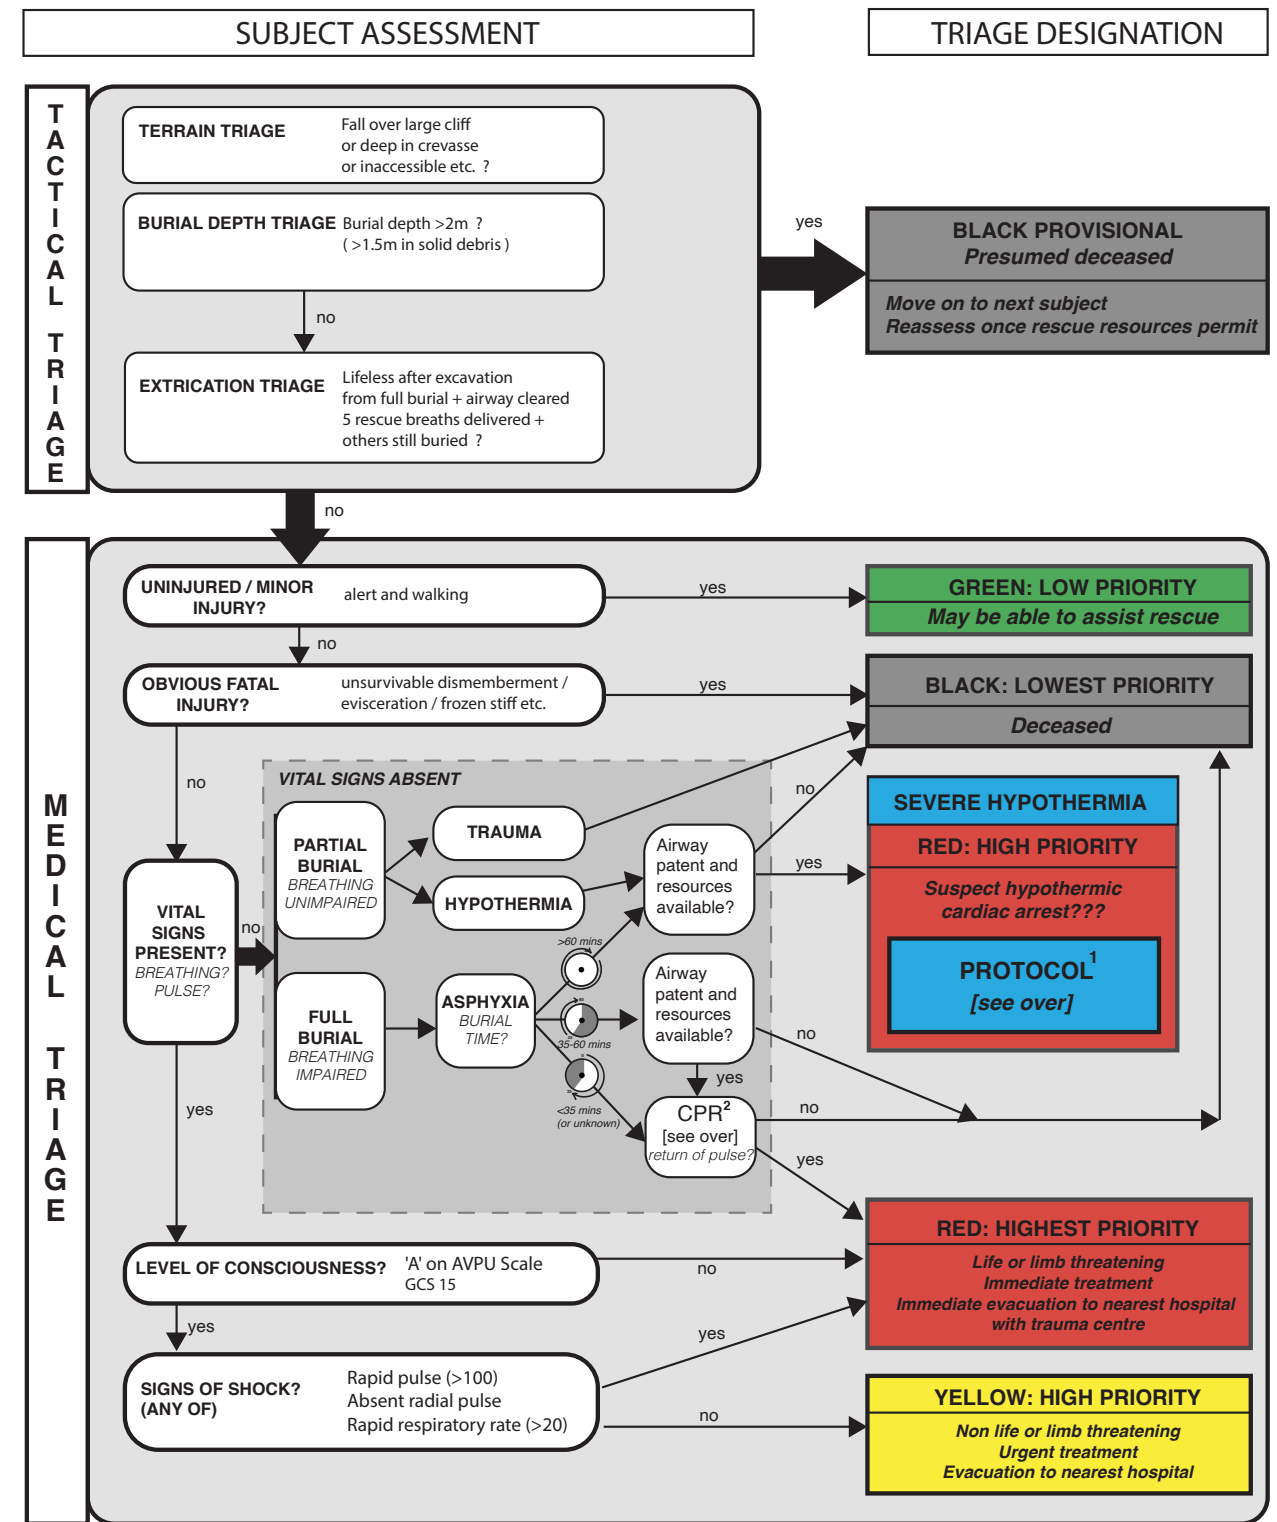 SUBJECT ASSESSMENT
TRIAGE DESIGNATION
TACTICAL TRIAGE
TERRAIN TRIAGE
Fall over large cliff
or deep in crevasse
or inaccessible etc. ?
BURIAL DEPTH TRIAGE
Burial depth >2m ?
( >1.5m in solid debris )
no
EXTRICATION TRIAGE
Lifeless after excavation
from full burial + airway cleared
5 rescue breaths delivered +
others still buried ?
yes
BLACK PROVISIONAL
Presumed deceased
Move on to next subject
Reassess once rescue resources permit
no
MEDICAL TRIAGE
UNINJURED / MINOR
INJURY?
alert and walking
yes
GREEN: LOW PRIORITY
May be able to assist rescue
no
OBVIOUS FATAL
INJURY?
unsurvivable dismemberment /
evisceration / frozen stiff etc.
yes
BLACK: LOWEST PRIORITY
Deceased
no
VITAL
SIGNS
PRESENT?
BREATHING?
PULSE?
no
VITAL SIGNS ABSENT
PARTIAL
BURIAL
BREATHING
UNIMPAIRED
TRAUMA
HYPOTHERMIA
Airway
patent and
resources
available?
no
yes
SEVERE HYPOTHERMIA
RED: HIGH PRIORITY
Suspect hypothermic
cardiac arrest???
PROTOCOL1
[see over]
FULL
BURIAL
BREATHING
IMPAIRED
ASPHYXIA
BURIAL
TIME?
>60 mins
35-60 mins
<35 mins
(or unknown)
Airway
patent and
resources
available?
no
yes
CPR2
[see over]
return of pulse?
no
yes
yes
LEVEL OF CONSCIOUSNESS?
'A' on AVPU Scale
GCS 15
no
RED: HIGHEST PRIORITY
Life or limb threatening
Immediate treatment
Immediate evacuation to nearest hospital
with trauma centre
yes
SIGNS OF SHOCK?
(ANY OF)
Rapid pulse (>100)
Absent radial pulse
Rapid respiratory rate (>20)
yes
no
YELLOW: HIGH PRIORITY
Non life or limb threatening
Urgent treatment
Evacuation to nearest hospital